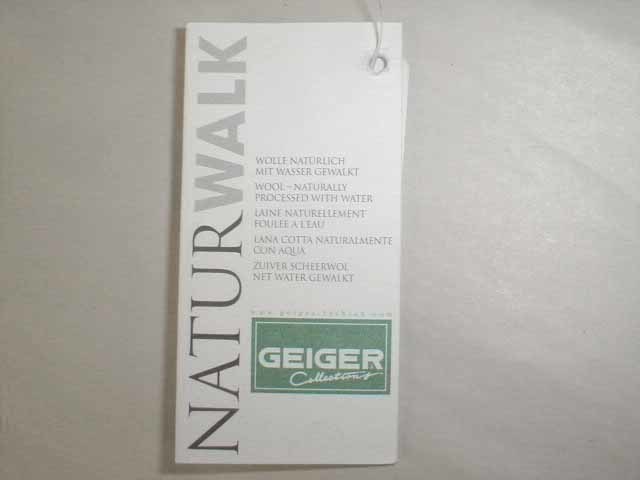 NATURWALK
WOLLE NATÜRLICH
MIT WASSER GEWALKT
WOOL – NATURALLY
PROCESSED WITH WATER
LAINE NATURELLEMENT
FOULÉE A L'EAU
LANA COTTA NATURALMENTE
CON AQUA
ZUIVER SCHEERWOL
NET WATER GEWALKT
GEIGER
Collections